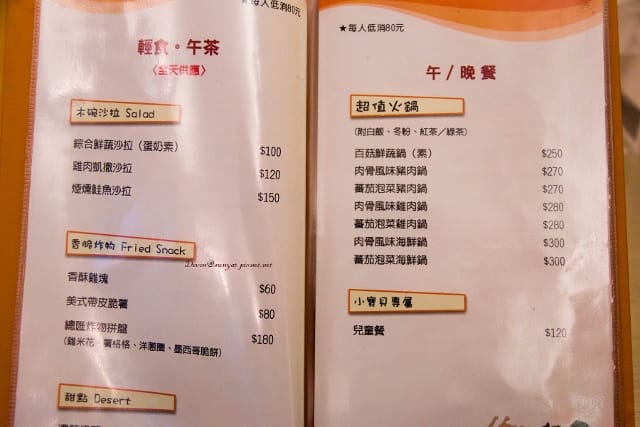 ★每人低消80元
輕食。午茶
〈全天供應〉
木碗沙拉 Salad
綜合鮮蔬沙拉（蛋奶素） $100
雞肉凱撒沙拉 $120
煙燻鮭魚沙拉 $150
香脆炸物 Fried Snack
香酥雞塊 $60
美式帶皮脆薯 $80
總匯炸物拼盤 $180
(雞米花、薯格格、洋蔥圈、墨西哥脆餅)
甜點 Desert
★每人低消80元
午 / 晚餐
超值火鍋
(附白飯、冬粉、紅茶／綠茶)
百菇鮮蔬鍋（素） $250
肉骨風味豬肉鍋 $270
蕃茄泡菜豬肉鍋 $270
肉骨風味雞肉鍋 $280
蕃茄泡菜雞肉鍋 $280
肉骨風味海鮮鍋 $300
蕃茄泡菜海鮮鍋 $300
小寶貝專屬
兒童餐 $120